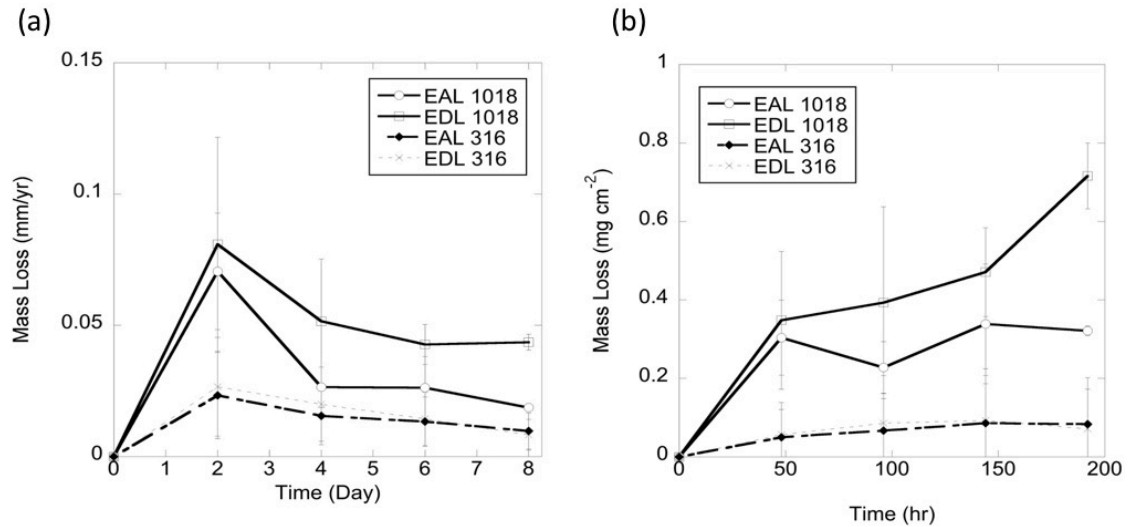 (a)
0.15
0.1
0.05
0
Mass Loss (mm/yr)
EAL 1018
EDL 1018
EAL 316
EDL 316
0 1 2 3 4 5 6 7 8
Time (Day)
(b)
1
0.8
0.6
0.4
0.2
0
Mass Loss (mg cm⁻²)
EAL 1018
EDL 1018
EAL 316
EDL 316
0 50 100 150 200
Time (hr)